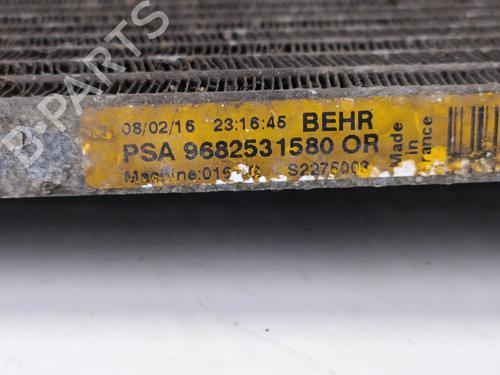 08/02/16 23:16:45 BEHR
PSA 9682531580 OR
S2275003
Made
in
France
B-PARTS